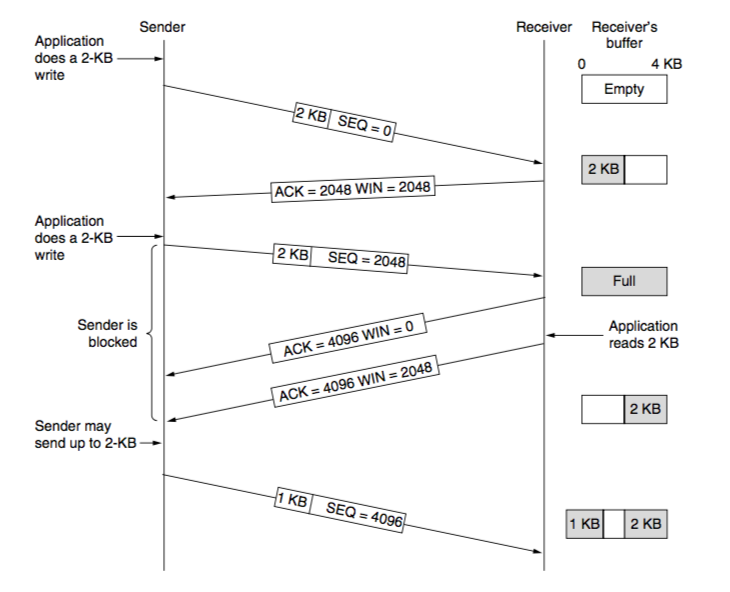 Sender
Receiver
Receiver's
buffer
Application
does a 2-KB
write
0
4 KB
Empty
2 KB SEQ = 0
2 KB
ACK = 2048 WIN = 2048
Application
does a 2-KB
write
2 KB SEQ = 2048
Full
Sender is
blocked
ACK = 4096 WIN = 0
Application
reads 2 KB
ACK = 4096 WIN = 2048
2 KB
Sender may
send up to 2-KB
1 KB SEQ = 4096
1 KB
2 KB